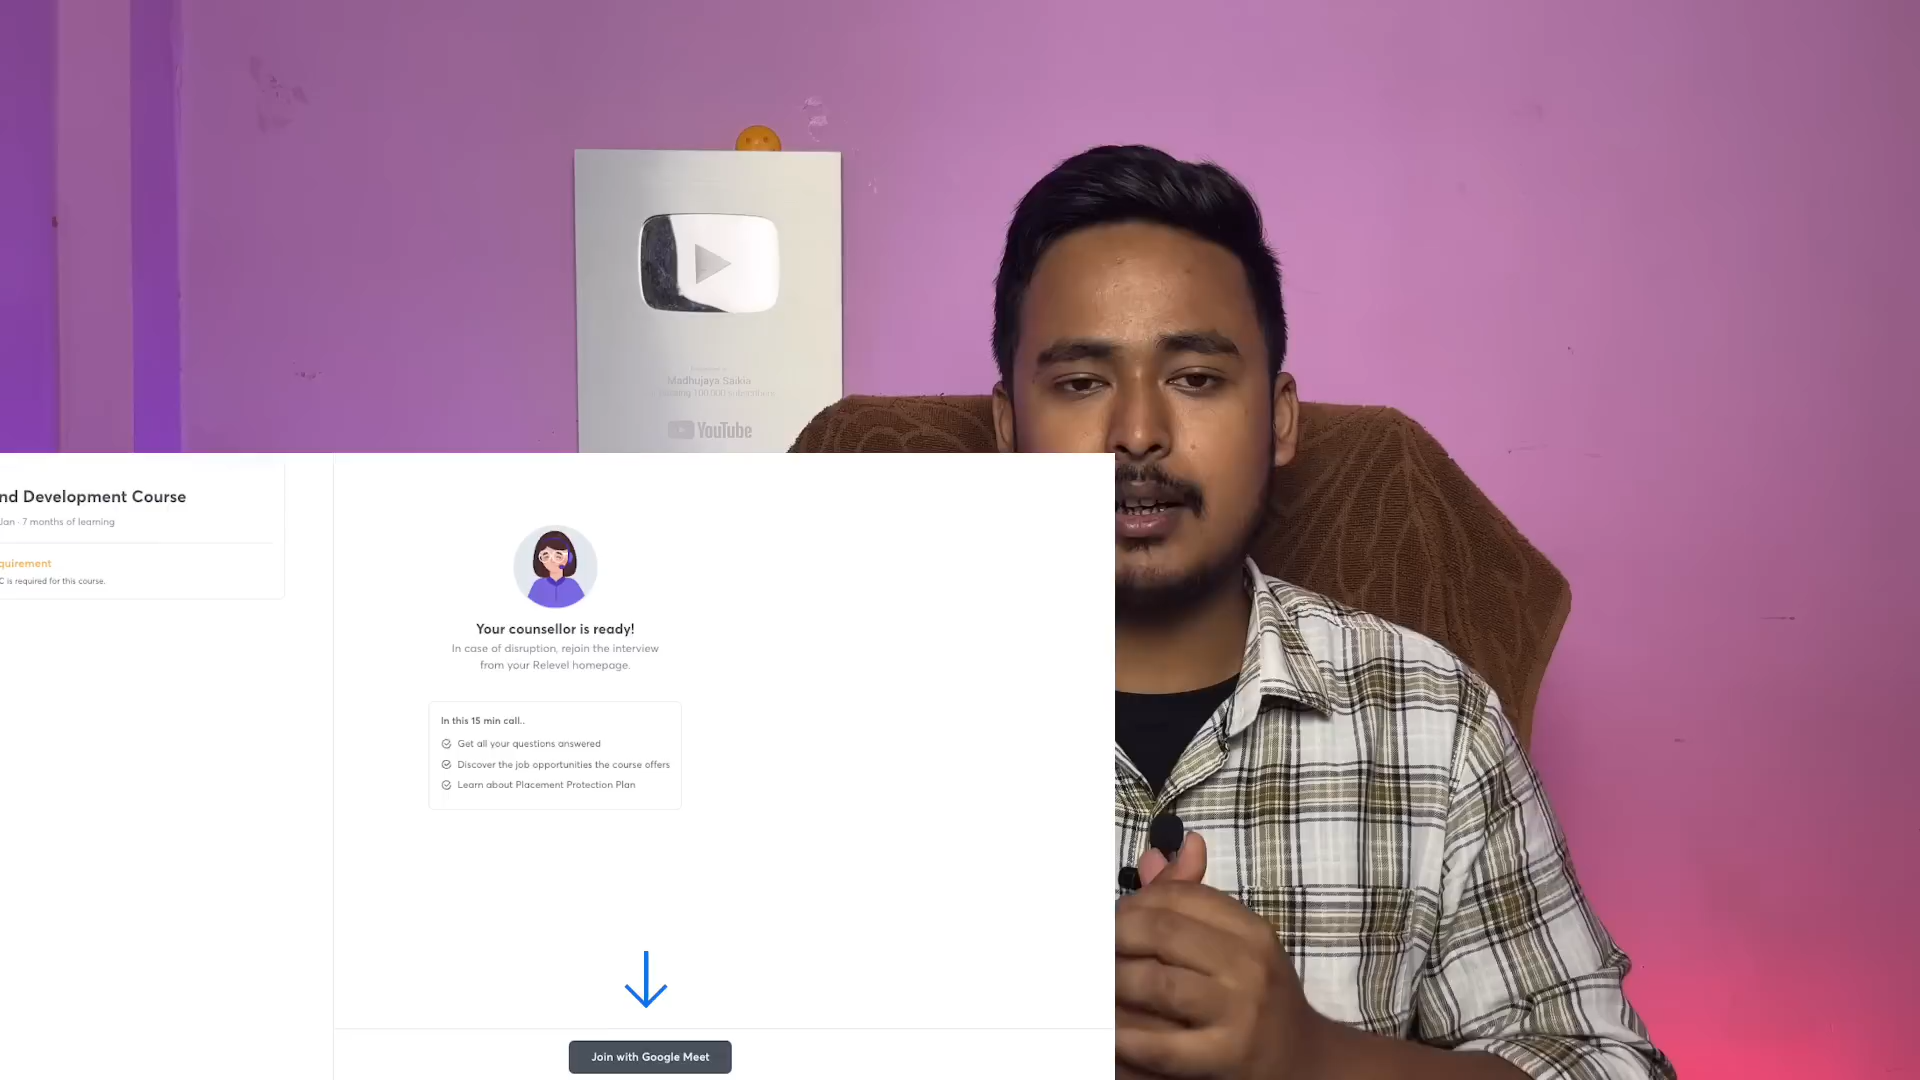 Madhujaya Saikia
YouTube
nd Development Course
Jan · 7 months of learning
quirement
C is required for this course.
Your counsellor is ready!
In case of disruption, rejoin the interview
from your Relevel homepage.
In this 15 min call..
Get all your questions answered
Discover the job opportunities the course offers
Learn about Placement Protection Plan
Join with Google Meet